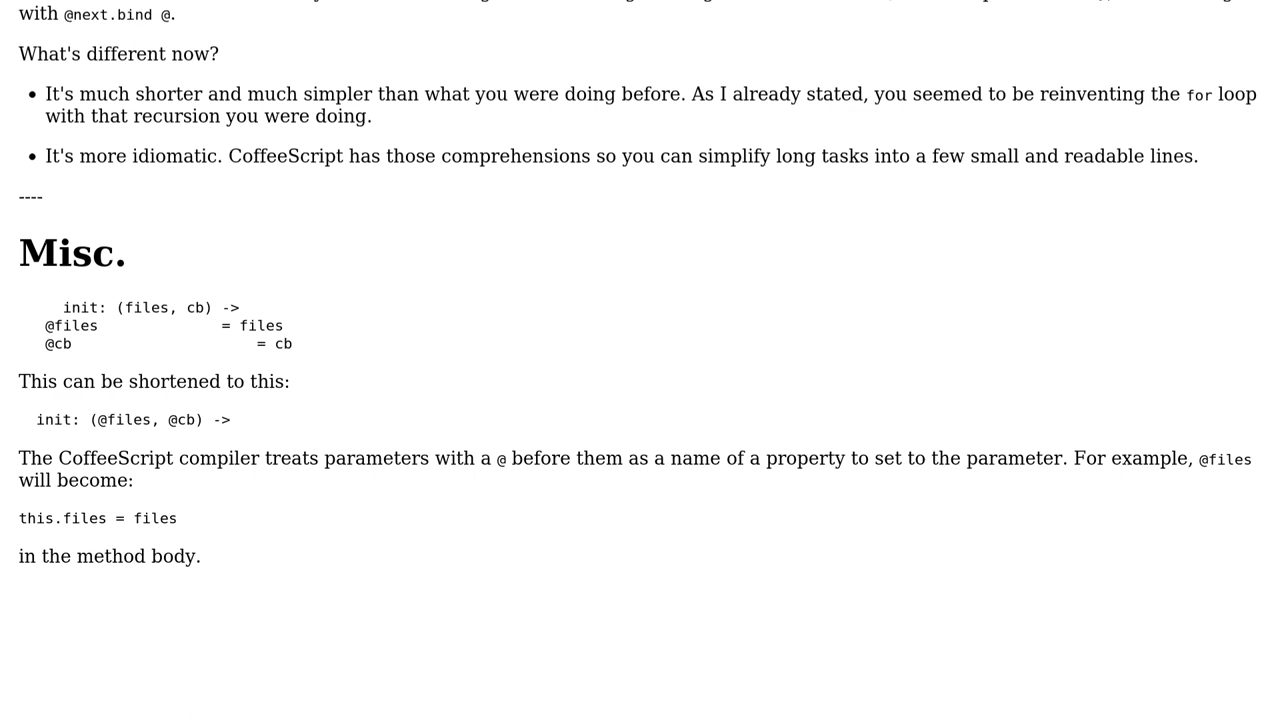 with @next.bind @.
What's different now?
• It's much shorter and much simpler than what you were doing before. As I already stated, you seemed to be reinventing the for loop
with that recursion you were doing.
• It's more idiomatic. CoffeeScript has those comprehensions so you can simplify long tasks into a few small and readable lines.
----
Misc.
init: (files, cb) ->
@files = files
@cb = cb
This can be shortened to this:
init: (@files, @cb) ->
The CoffeeScript compiler treats parameters with a @ before them as a name of a property to set to the parameter. For example, @files
will become:
this.files = files
in the method body.